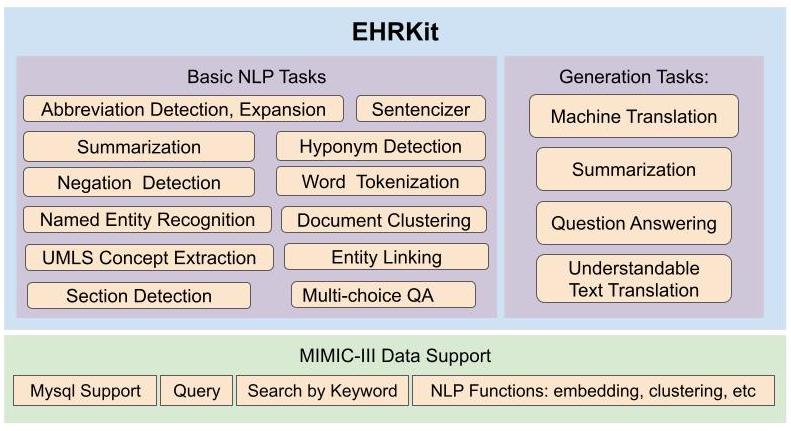 EHRKit
Basic NLP Tasks
Abbreviation Detection, Expansion
Sentencizer
Summarization
Hyponym Detection
Negation Detection
Word Tokenization
Named Entity Recognition
Document Clustering
UMLS Concept Extraction
Entity Linking
Section Detection
Multi-choice QA
Generation Tasks:
Machine Translation
Summarization
Question Answering
Understandable
Text Translation
MIMIC-III Data Support
Mysql Support
Query
Search by Keyword
NLP Functions: embedding, clustering, etc